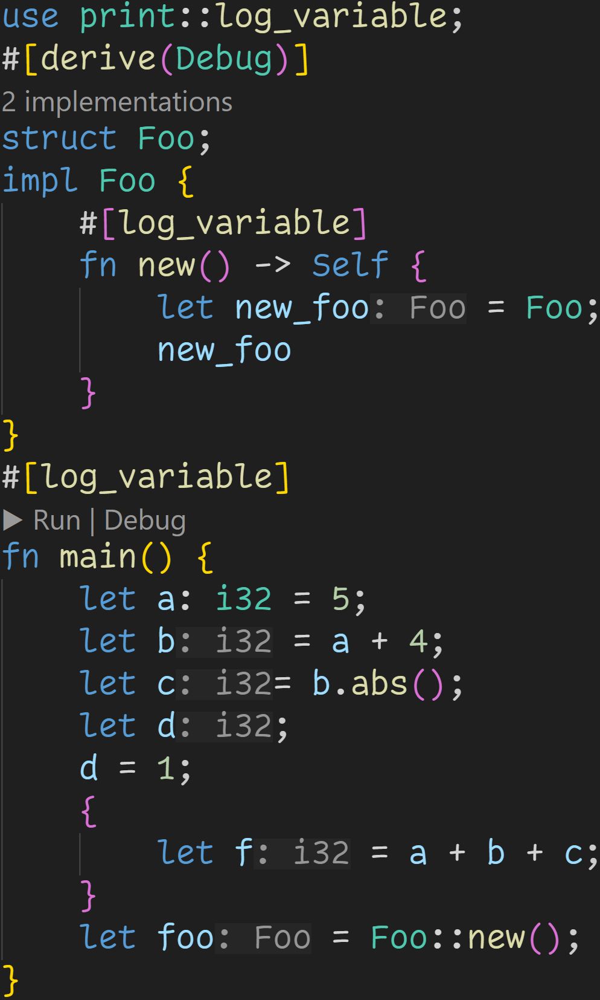 use print::log_variable;
#[derive(Debug)]
2 implementations
struct Foo;
impl Foo {
    #[log_variable]
    fn new() -> Self {
        let new_foo: Foo = Foo;
        new_foo
    }
}
#[log_variable]
▶ Run | Debug
fn main() {
    let a: i32 = 5;
    let b: i32 = a + 4;
    let c: i32= b.abs();
    let d: i32;
    d = 1;
    {
        let f: i32 = a + b + c;
    }
    let foo: Foo = Foo::new();
}